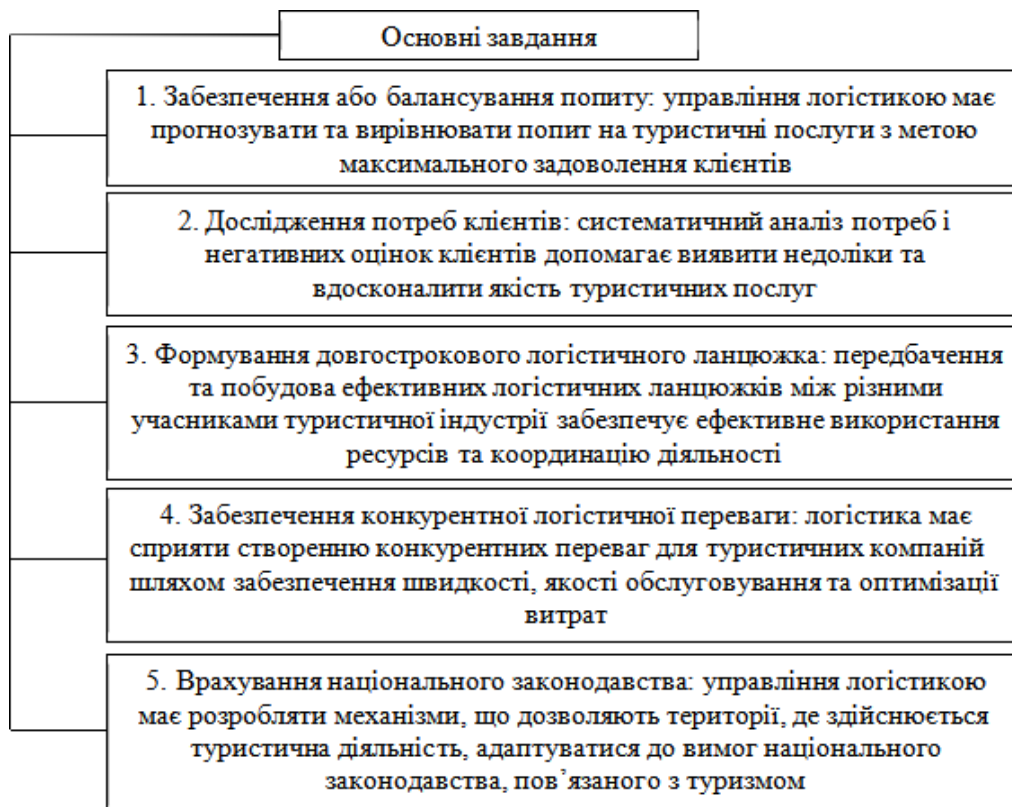 Основні завдання
1. Забезпечення або балансування попиту: управління логістикою має
прогнозувати та вирівнювати попит на туристичні послуги з метою
максимального задоволення клієнтів
2. Дослідження потреб клієнтів: систематичний аналіз потреб і
негативних оцінок клієнтів допомагає виявити недоліки та
вдосконалити якість туристичних послуг
3. Формування довгострокового логістичного ланцюжка: передбачення
та побудова ефективних логістичних ланцюжків між різними
учасниками туристичної індустрії забезпечує ефективне використання
ресурсів та координацію діяльності
4. Забезпечення конкурентної логістичної переваги: логістика має
сприяти створенню конкурентних переваг для туристичних компаній
шляхом забезпечення швидкості, якості обслуговування та оптимізації
витрат
5. Врахування національного законодавства: управління логістикою
має розробляти механізми, що дозволяють території, де здійснюється
туристична діяльність, адаптуватися до вимог національного
законодавства, пов’язаного з туризмом